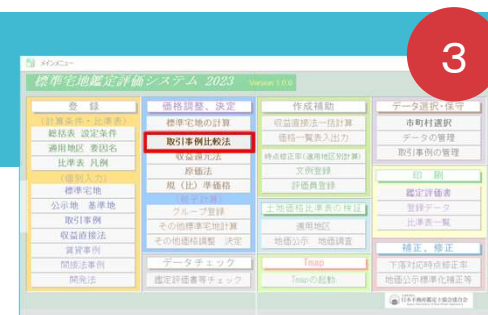 3
メインメニュー
標準宅地鑑定評価システム 2023 Version 1.0.0
登 録
(計算条件・比準表)
総括表 設定条件
適用地区 要因名
比準表 凡例
(個別入力)
標準宅地
公示地 基準地
取引事例
収益直接法
賃貸事例
間接法事例
開発法
価格調整、決定
標準宅地の計算
取引事例比較法
収益還元法
原価法
規(比)準価格
グループ登録
その他標準宅地計算
その他価格調整 決定
データチェック
鑑定評価書等チェック
作成補助
収益直接法一括計算
価格一覧表入出力
時点修正率(適用地区別計算)
文例登録
評価員登録
土地価格比準表の検証
適用地区
地価公示 地価調査
Tmap
Tmapの起動
データ選択・保守
市町村選択
データの管理
取引事例の管理
印 刷
鑑定評価書
登録データ
比準表一覧
補正、修正
下落対応時点修正率
地価公示標準化補正等
日本不動産鑑定士協会連合会